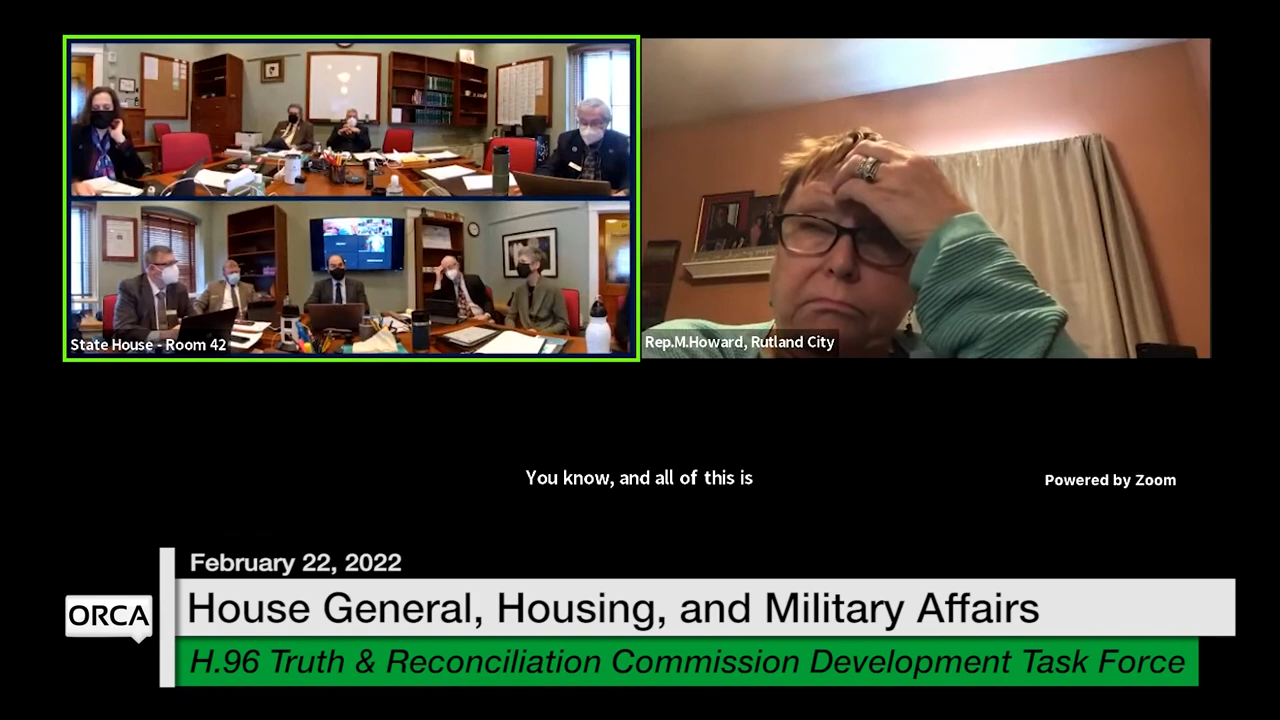 State House - Room 42
Rep.M.Howard, Rutland City
You know, and all of this is
Powered by Zoom
February 22, 2022
ORCA
House General, Housing, and Military Affairs
H.96 Truth & Reconciliation Commission Development Task Force